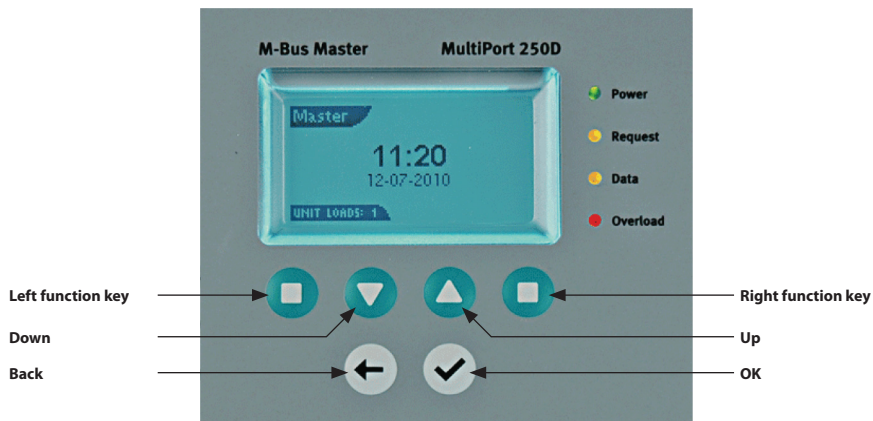 M-Bus Master MultiPort 250D
Master
11:20
12-07-2010
UNIT LOADS: 1
Power
Request
Data
Overload
Left function key
Right function key
Down
Up
Back
OK